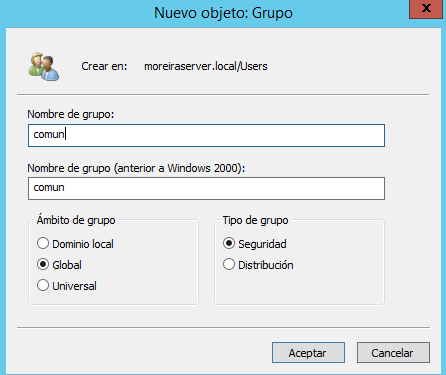 Nuevo objeto: Grupo
x
Crear en: moreiraserver.local/Users
Nombre de grupo:
comun
Nombre de grupo (anterior a Windows 2000):
comun
Ámbito de grupo
Tipo de grupo
Dominio local
Seguridad
Global
Distribución
Universal
Aceptar
Cancelar